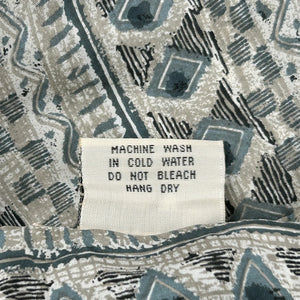 MACHINE WASH
IN COLD WATER
DO NOT BLEACH
HANG DRY